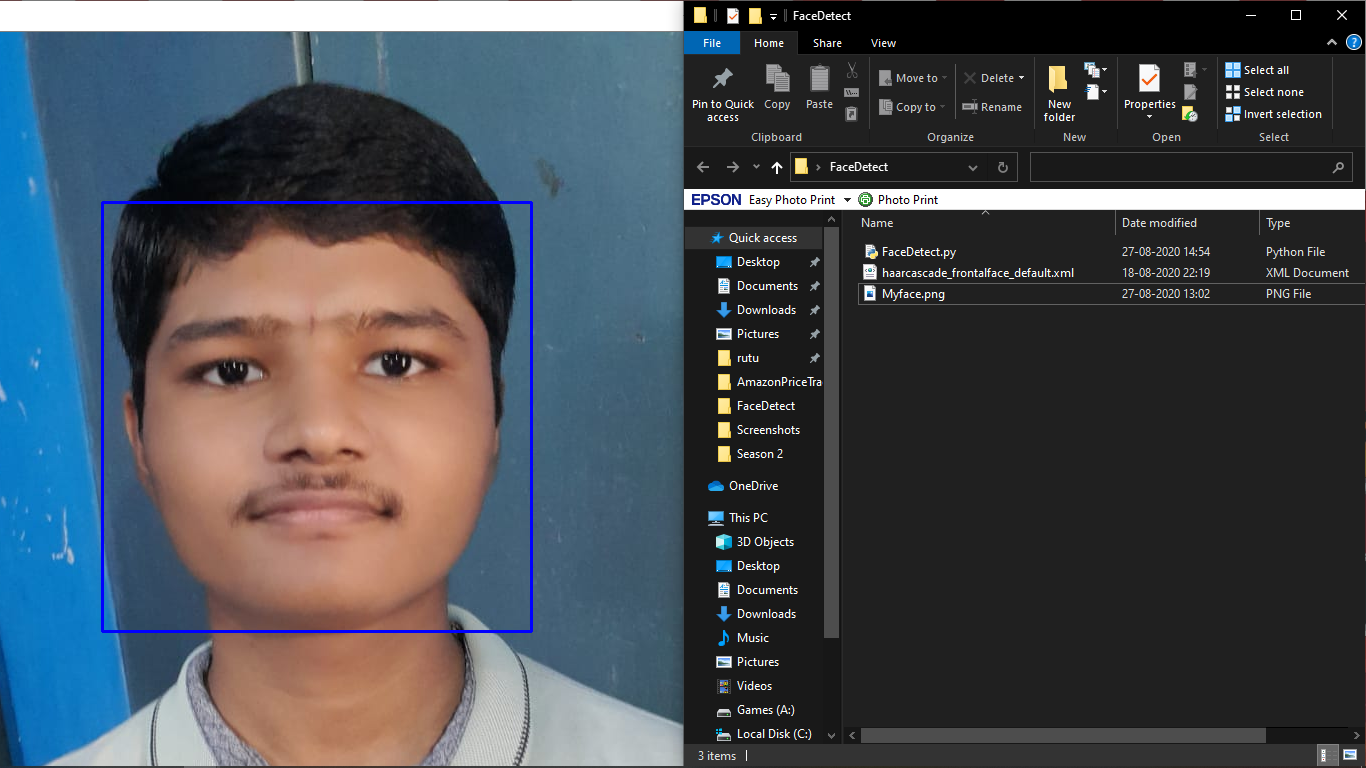 FaceDetect
File Home Share View
Pin to Quick access
Copy
Paste
Move to
Copy to
Delete
Rename
New folder
Properties
Select all
Select none
Invert selection
Clipboard Organize New Open Select
FaceDetect
EPSON Easy Photo Print Photo Print
Name Date modified Type
Quick access
Desktop
Documents
Downloads
Pictures
rutu
AmazonPriceTra
FaceDetect
Screenshots
Season 2
OneDrive
This PC
3D Objects
Desktop
Documents
Downloads
Music
Pictures
Videos
Games (A:)
Local Disk (C:)
FaceDetect.py 27-08-2020 14:54 Python File
haarcascade_frontalface_default.xml 18-08-2020 22:19 XML Document
Myface.png 27-08-2020 13:02 PNG File
3 items